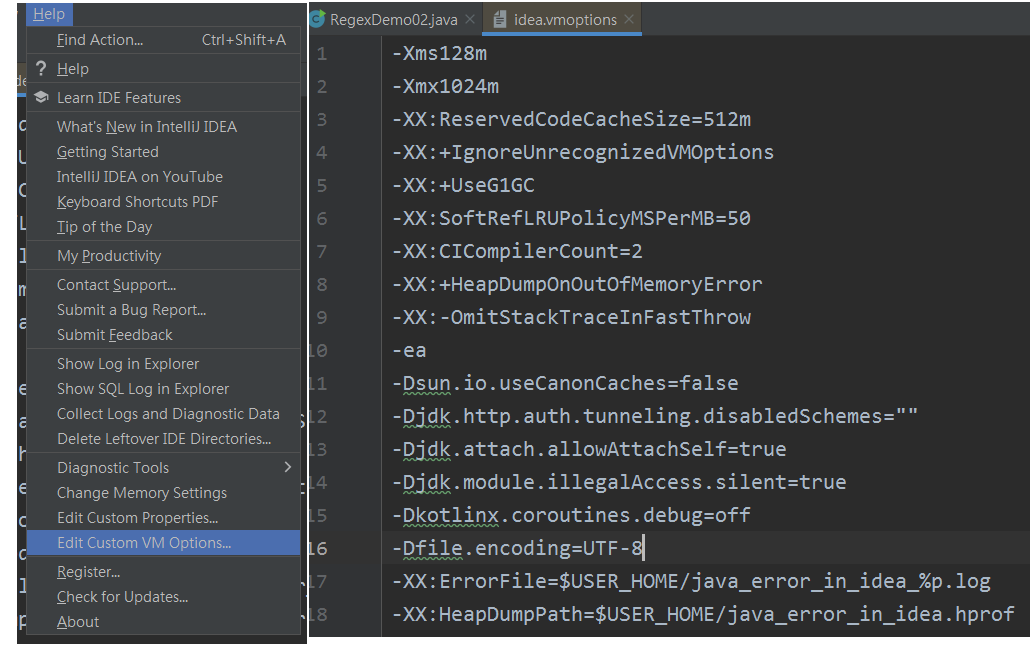 Help
Find Action... Ctrl+Shift+A
? Help
Learn IDE Features
What's New in IntelliJ IDEA
Getting Started
IntelliJ IDEA on YouTube
Keyboard Shortcuts PDF
Tip of the Day
My Productivity
Contact Support...
Submit a Bug Report...
Submit Feedback
Show Log in Explorer
Show SQL Log in Explorer
Collect Logs and Diagnostic Data
Delete Leftover IDE Directories...
Diagnostic Tools
Change Memory Settings
Edit Custom Properties...
Edit Custom VM Options...
Register...
Check for Updates...
About
RegexDemo02.java idea.vmoptions
1 -Xms128m
2 -Xmx1024m
3 -XX:ReservedCodeCacheSize=512m
4 -XX:+IgnoreUnrecognizedVMOptions
5 -XX:+UseG1GC
6 -XX:SoftRefLRUPolicyMSPerMB=50
7 -XX:CICompilerCount=2
8 -XX:+HeapDumpOnOutOfMemoryError
9 -XX:-OmitStackTraceInFastThrow
10 -ea
11 -Dsun.io.useCanonCaches=false
12 -Djdk.http.auth.tunneling.disabledSchemes=""
13 -Djdk.attach.allowAttachSelf=true
14 -Djdk.module.illegalAccess.silent=true
15 -Dkotlinx.coroutines.debug=off
16 -Dfile.encoding=UTF-8
17 -XX:ErrorFile=$USER_HOME/java_error_in_idea_%p.log
18 -XX:HeapDumpPath=$USER_HOME/java_error_in_idea.hprof